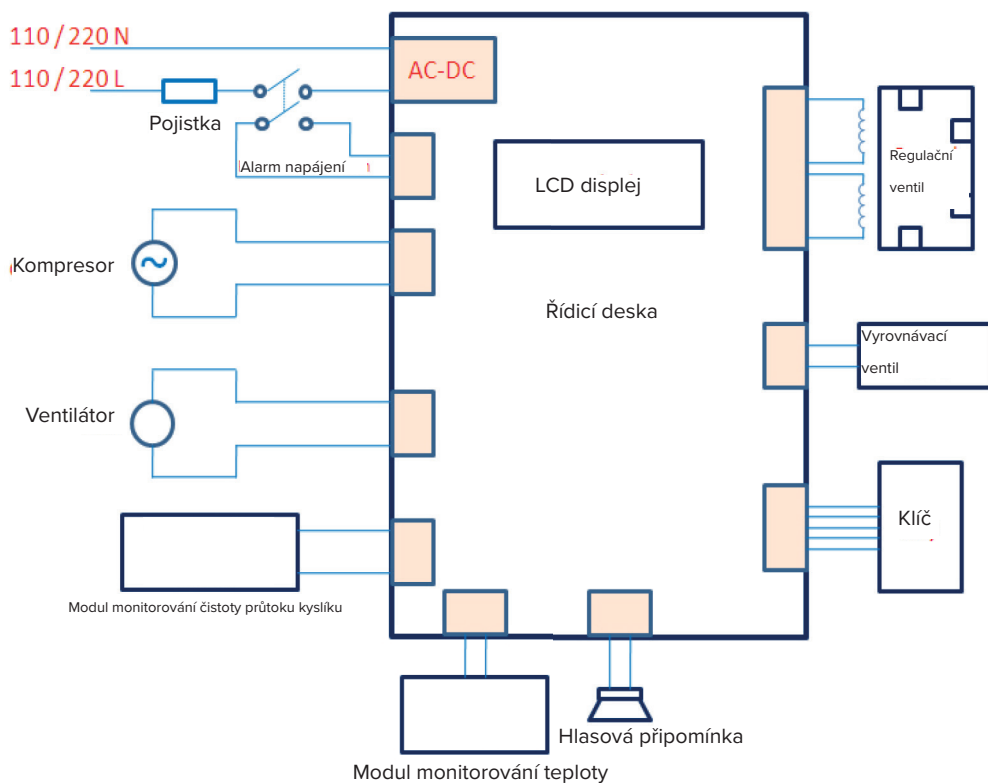 110 / 220 N
110 / 220 L
AC-DC
Pojistka
Alarm napájení
LCD displej
Regulační
ventil
Kompresor
Řídicí deska
Vyrovnávací
ventil
Ventilátor
Klíč
Modul monitorování čistoty průtoku kyslíku
Hlasová připomínka
Modul monitorování teploty